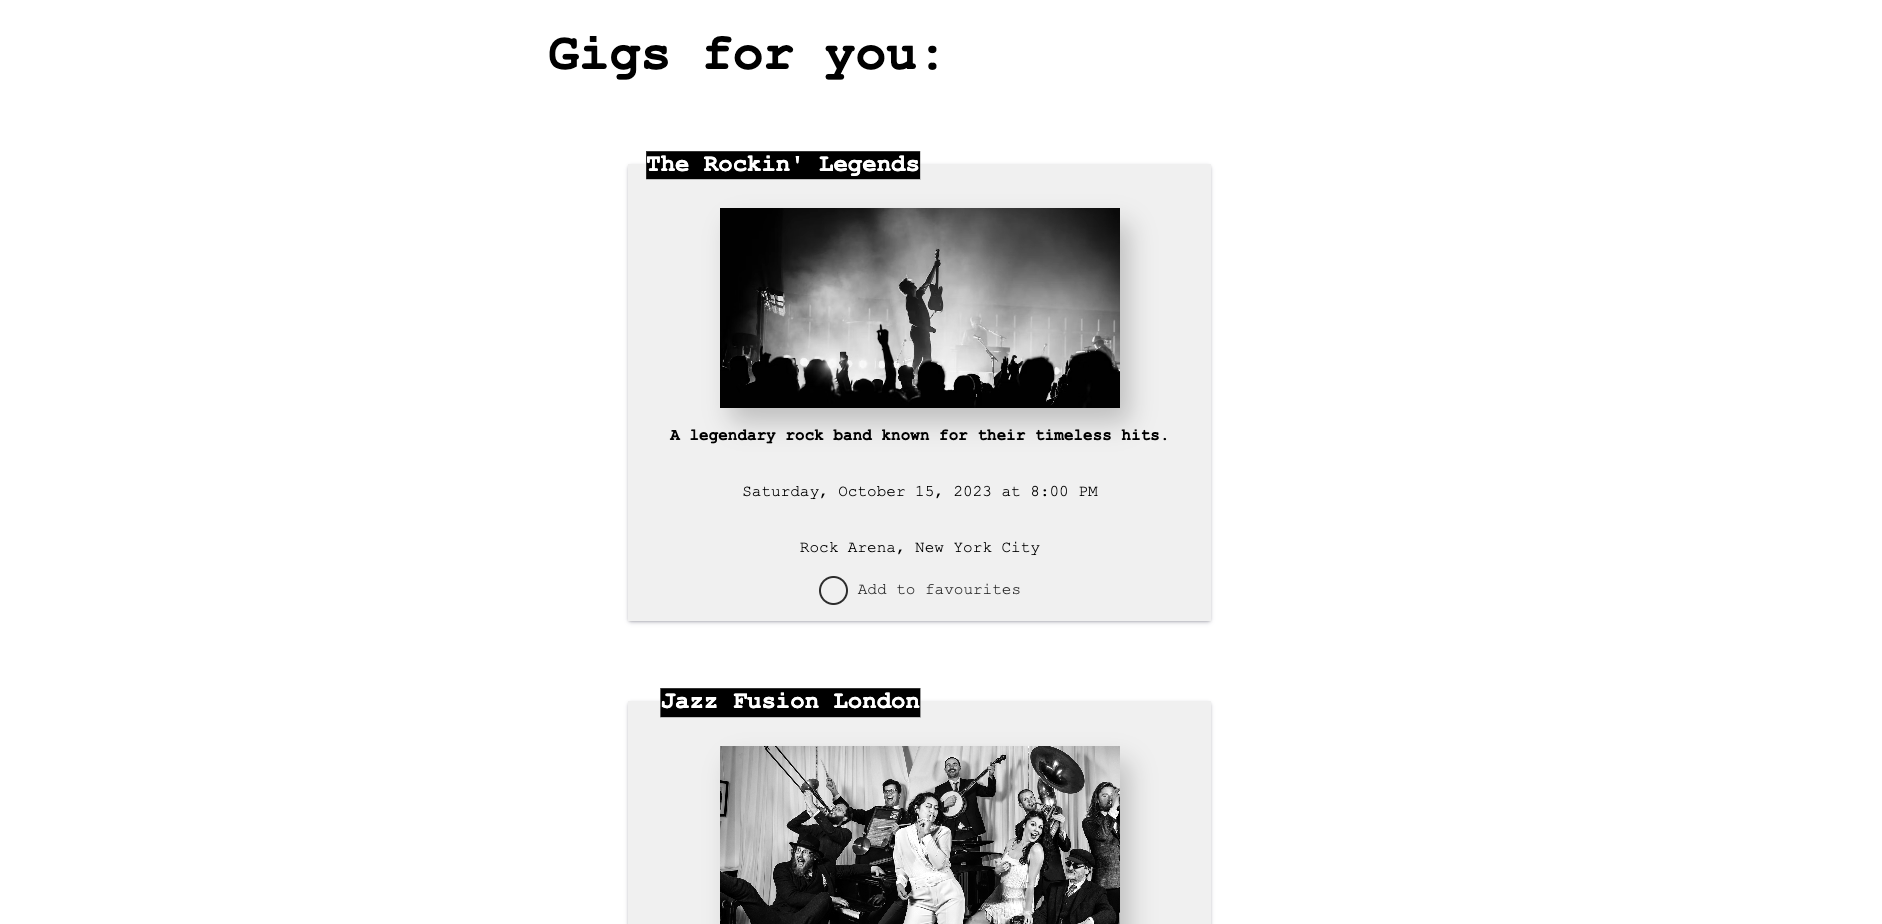 Gigs for you:
The Rockin' Legends
A legendary rock band known for their timeless hits.
Saturday, October 15, 2023 at 8:00 PM
Rock Arena, New York City
Add to favourites
Jazz Fusion London